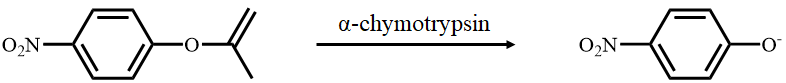 α-chymotrypsin
O₂N
O
O₂N
O⁻